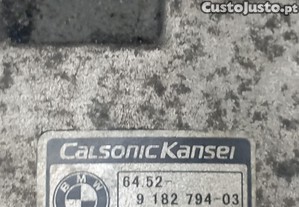 CustoJusto.pt
CalsonicKansei
BMW
64.52-
9 182 794-03